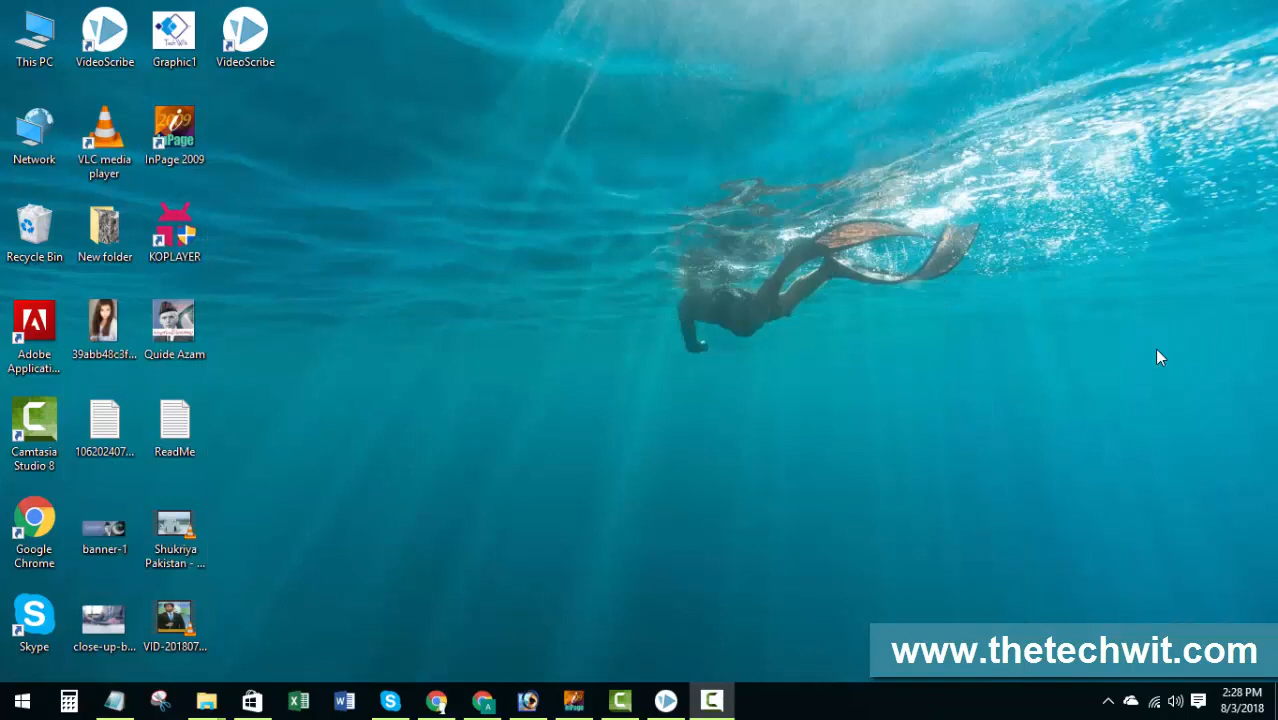 This PC
VideoScribe
Graphic1
VideoScribe
Network
VLC media
player
InPage 2009
Recycle Bin
New folder
KOPLAYER
Adobe
Applicati...
39abb48c3f...
Quide Azam
Camtasia
Studio 8
106202407...
ReadMe
Google
Chrome
banner-1
Shukriya
Pakistan - ...
Skype
close-up-b...
VID-201807...
www.thetechwit.com
2:28 PM
8/3/2018